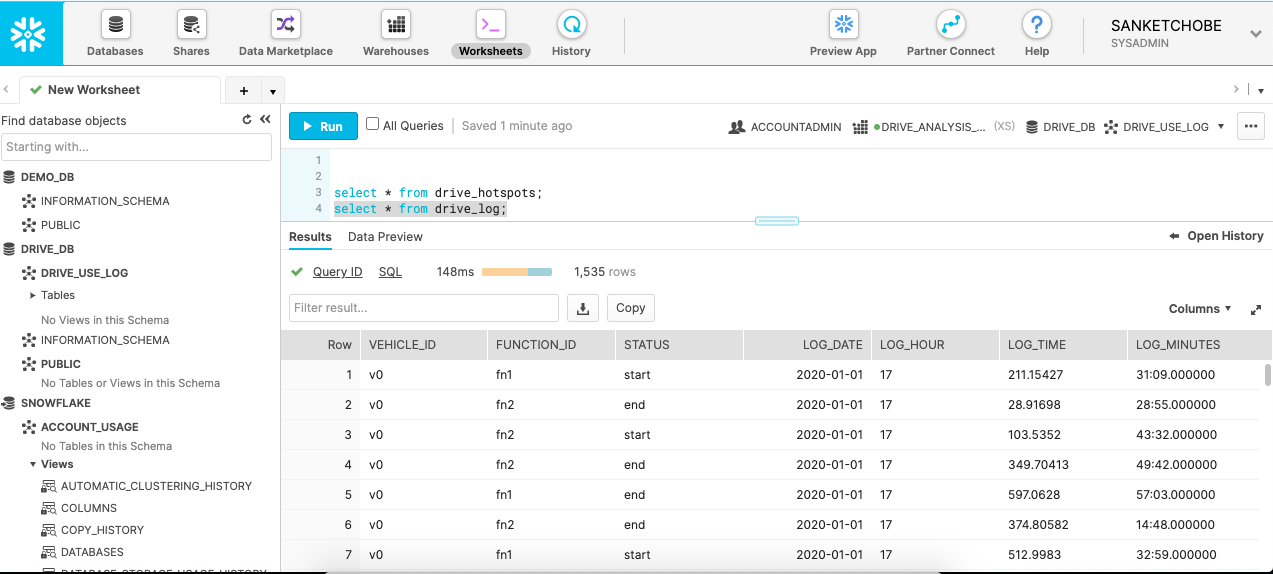 Databases Shares Data Marketplace Warehouses Worksheets History Preview App Partner Connect Help
SANKETCHOBE
SYSADMIN
New Worksheet
Find database objects
Starting with...
DEMO_DB
INFORMATION_SCHEMA
PUBLIC
DRIVE_DB
DRIVE_USE_LOG
Tables
No Views in this Schema
INFORMATION_SCHEMA
PUBLIC
No Tables or Views in this Schema
SNOWFLAKE
ACCOUNT_USAGE
No Tables in this Schema
Views
AUTOMATIC_CLUSTERING_HISTORY
COLUMNS
COPY_HISTORY
DATABASES
DATABASE_STORAGE_USAGE_HISTORY
Run All Queries Saved 1 minute ago ACCOUNTADMIN DRIVE_ANALYSIS_... (XS) DRIVE_DB DRIVE_USE_LOG
1
2
3 select * from drive_hotspots;
4 select * from drive_log;
Results Data Preview Open History
Query ID SQL 148ms 1,535 rows
Filter result... Copy Columns
Row VEHICLE_ID FUNCTION_ID STATUS LOG_DATE LOG_HOUR LOG_TIME LOG_MINUTES
1 v0 fn1 start 2020-01-01 17 211.15427 31:09.000000
2 v0 fn2 end 2020-01-01 17 28.91698 28:55.000000
3 v0 fn2 start 2020-01-01 17 103.5352 43:32.000000
4 v0 fn2 end 2020-01-01 17 349.70413 49:42.000000
5 v0 fn1 end 2020-01-01 17 597.0628 57:03.000000
6 v0 fn2 end 2020-01-01 17 374.80582 14:48.000000
7 v0 fn1 start 2020-01-01 17 512.9983 32:59.000000